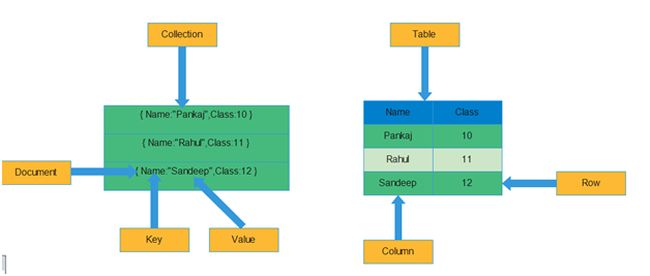 Collection
Table
{ Name:"Pankaj",Class:10 }
{ Name:"Rahul",Class:11 }
{ Name:"Sandeep",Class:12 }
Document
Key
Value
Name Class
Pankaj 10
Rahul 11
Sandeep 12
Row
Column